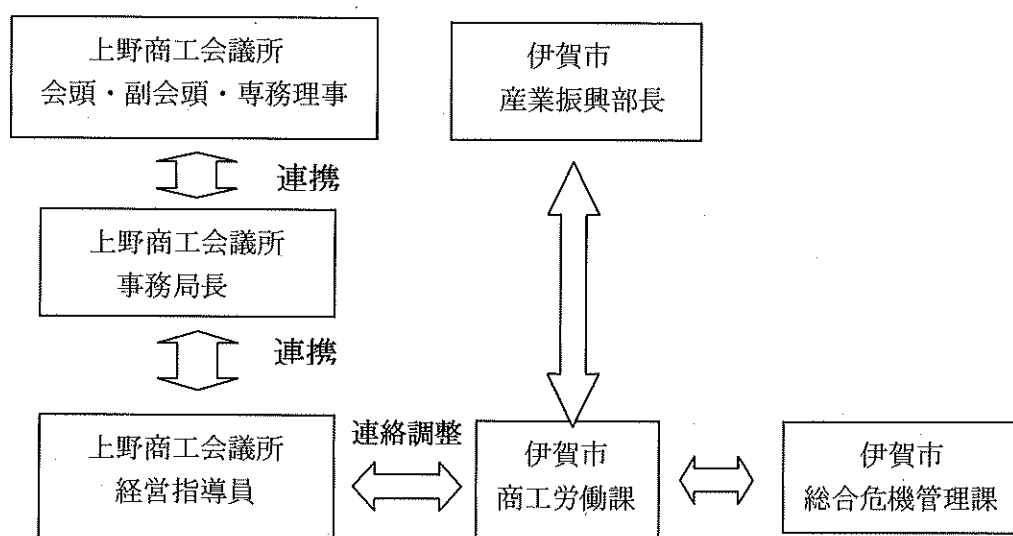 上野商工会議所
会頭・副会頭・専務理事
伊賀市
産業振興部長
連携
上野商工会議所
事務局長
連携
上野商工会議所
経営指導員
連絡調整
伊賀市
商工労働課
伊賀市
総合危機管理課